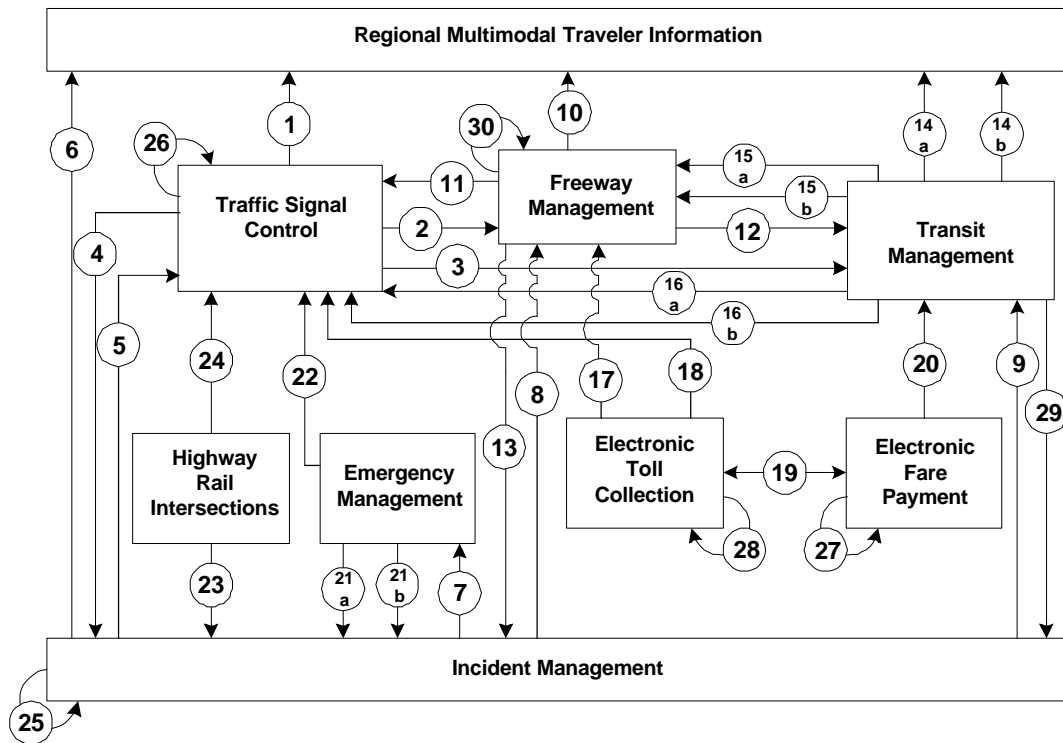 Regional Multimodal Traveler Information
6
1
10
14
a
14
b
26
30
15
a
11
Freeway
Management
15
b
Traffic Signal
Control
2
12
Transit
Management
4
3
16
a
16
b
5
24
22
8
17
18
20
9
29
13
Highway
Rail
Intersections
Emergency
Management
Electronic
Toll
Collection
19
Electronic
Fare
Payment
28
27
23
21
a
21
b
7
Incident Management
25